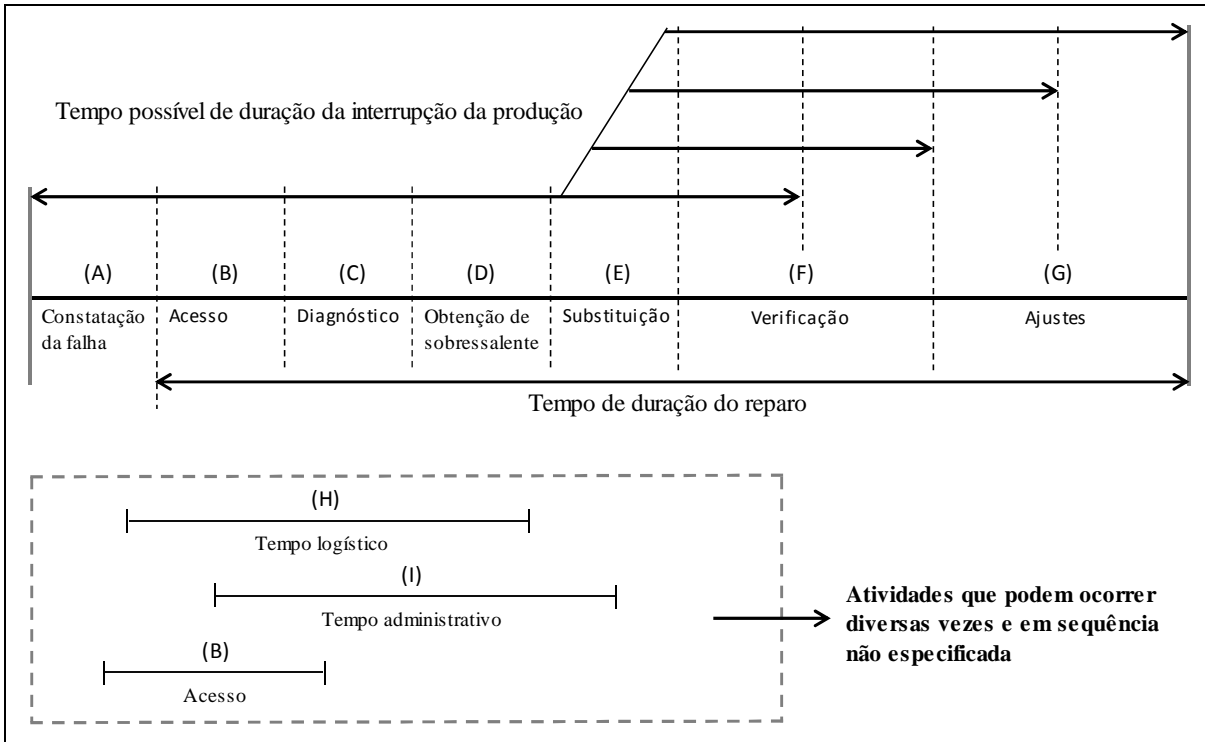 Tempo possível de duração da interrupção da produção
(A)
(B)
(C)
(D)
(E)
(F)
(G)
Constatação
da falha
Acesso
Diagnóstico
Obtenção de
sobressalente
Substituição
Verificação
Ajustes
Tempo de duração do reparo
(H)
Tempo logístico
(I)
Tempo administrativo
(B)
Acesso
Atividades que podem ocorrer
diversas vezes e em sequência
não especificada